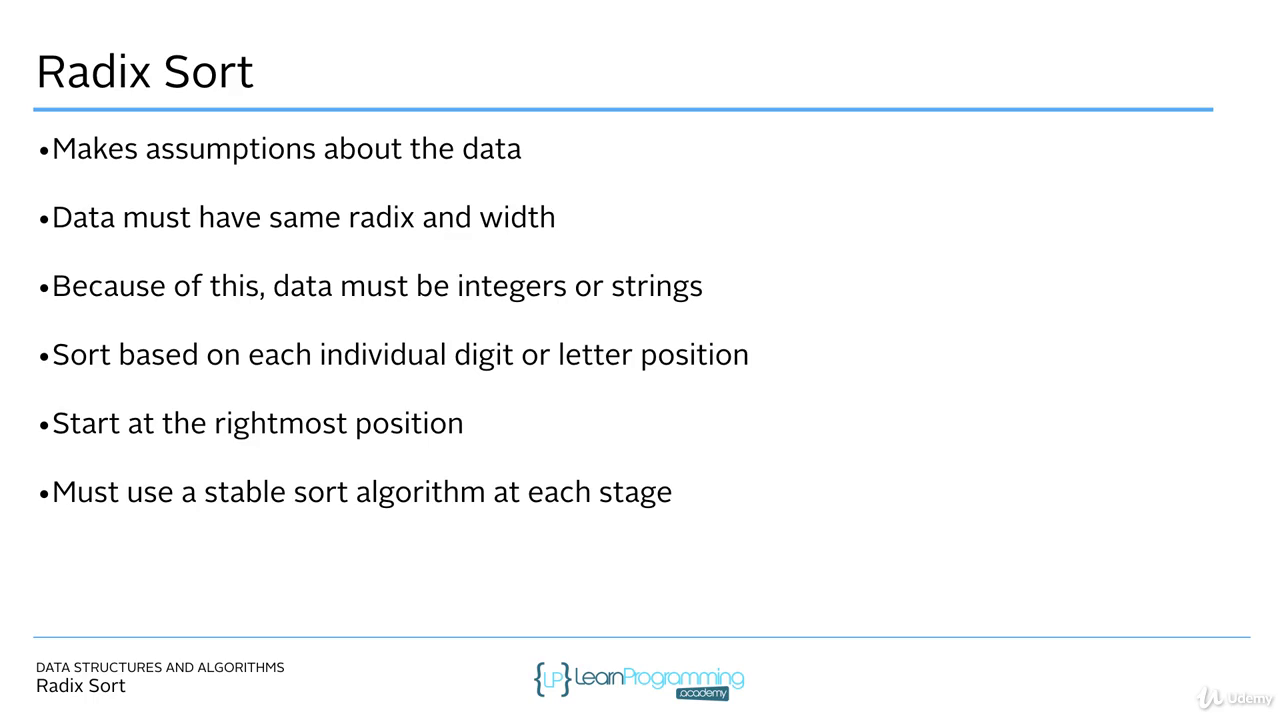 Radix Sort
•Makes assumptions about the data
•Data must have same radix and width
•Because of this, data must be integers or strings
•Sort based on each individual digit or letter position
•Start at the rightmost position
•Must use a stable sort algorithm at each stage
DATA STRUCTURES AND ALGORITHMS
Radix Sort
{LP}LearnProgramming
.academy
Udemy